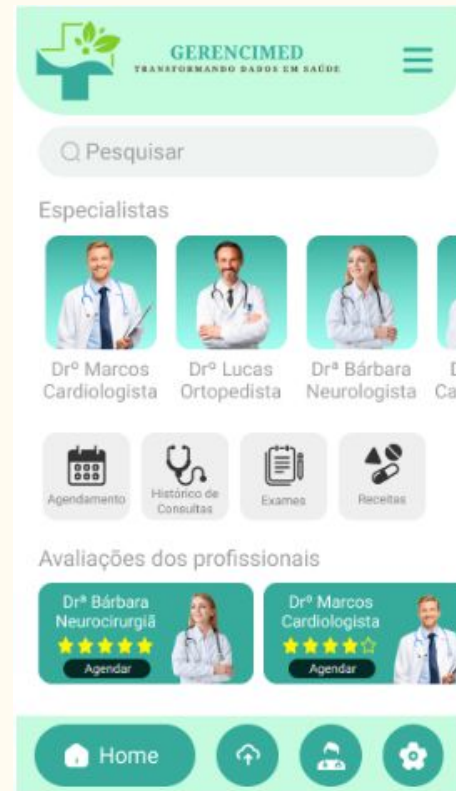 GERENCIMED
TRANSFORMANDO DADOS EM SAÚDE
Pesquisar
Especialistas
Drº Marcos
Cardiologista
Drº Lucas
Ortopedista
Drª Bárbara
Neurologista
D
Ca
Agendamento
Histórico de
Consultas
Exames
Receitas
Avaliações dos profissionais
Drª Bárbara
Neurocirurgiã
Agendar
Drº Marcos
Cardiologista
Agendar
Home